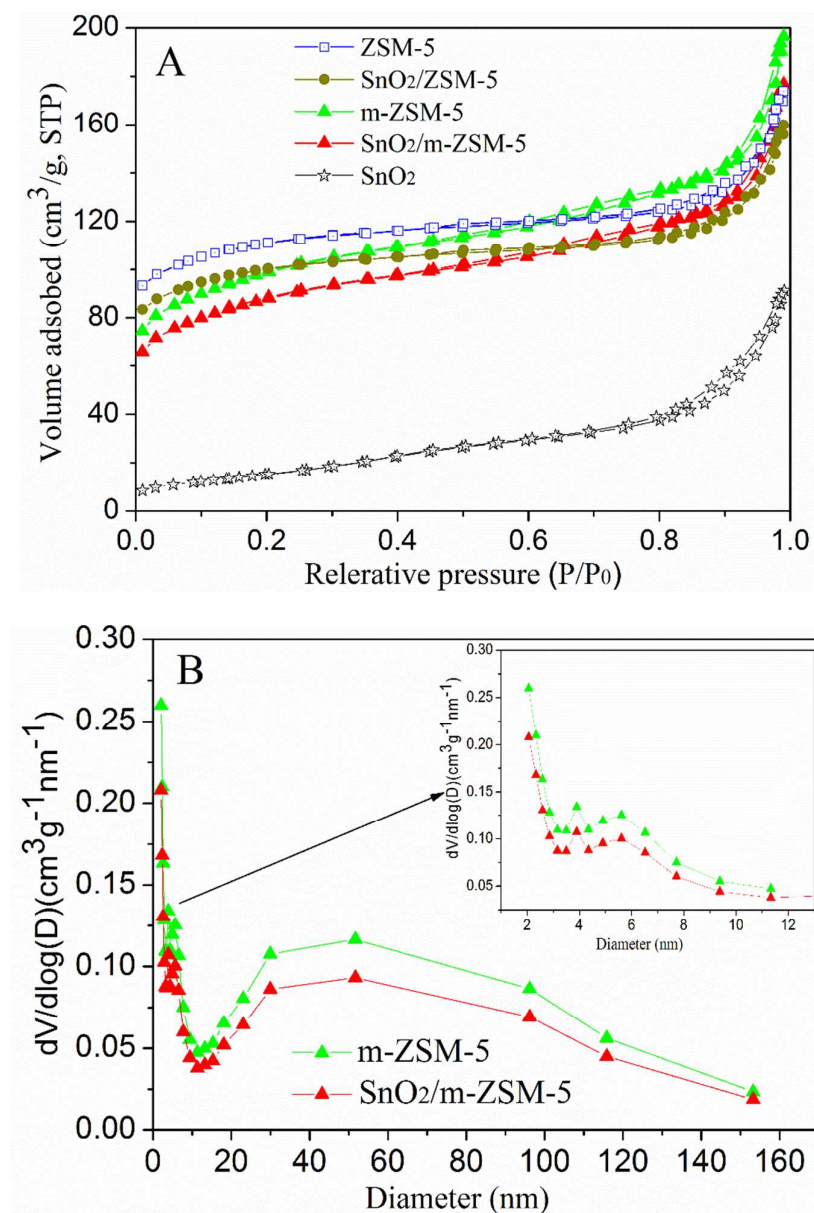 A
ZSM-5
SnO2/ZSM-5
m-ZSM-5
SnO2/m-ZSM-5
SnO2
Volume adsobed (cm³/g, STP)
200
160
120
80
40
0
0.0 0.2 0.4 0.6 0.8 1.0
Relerative pressure (P/P0)
B
dV/dlog(D)(cm³g⁻¹nm⁻¹)
0.30
0.25
0.20
0.15
0.10
0.05
0.00
dV/dlog(D)(cm³g⁻¹nm⁻¹)
0.30
0.25
0.20
0.15
0.10
0.05
2 4 6 8 10 12
Diameter (nm)
m-ZSM-5
SnO2/m-ZSM-5
0 20 40 60 80 100 120 140 160
Diameter (nm)